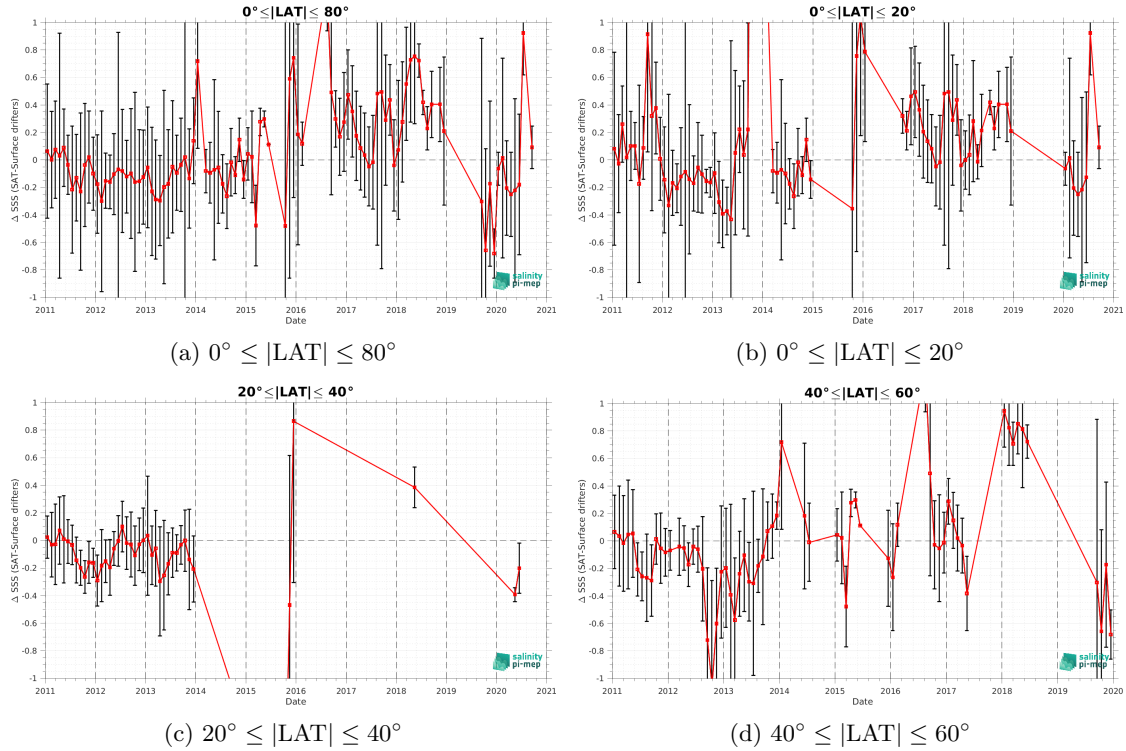 0°≤|LAT|≤ 80°
Δ SSS (SAT-Surface drifters)
1
0.8
0.6
0.4
0.2
0
-0.2
-0.4
-0.6
-0.8
-1
2011 2012 2013 2014 2015 2016 2017 2018 2019 2020 2021
Date
salinity
pi-mep
(a) 0° ≤ |LAT| ≤ 80°
0°≤|LAT|≤ 20°
Δ SSS (SAT-Surface drifters)
1
0.8
0.6
0.4
0.2
0
-0.2
-0.4
-0.6
-0.8
-1
2011 2012 2013 2014 2015 2016 2017 2018 2019 2020 2021
Date
salinity
pi-mep
(b) 0° ≤ |LAT| ≤ 20°
20°≤|LAT|≤ 40°
Δ SSS (SAT-Surface drifters)
1
0.8
0.6
0.4
0.2
0
-0.2
-0.4
-0.6
-0.8
-1
2011 2012 2013 2014 2015 2016 2017 2018 2019 2020 2021
Date
salinity
pi-mep
(c) 20° ≤ |LAT| ≤ 40°
40°≤|LAT|≤ 60°
Δ SSS (SAT-Surface drifters)
1
0.8
0.6
0.4
0.2
0
-0.2
-0.4
-0.6
-0.8
-1
2011 2012 2013 2014 2015 2016 2017 2018 2019 2020
Date
salinity
pi-mep
(d) 40° ≤ |LAT| ≤ 60°